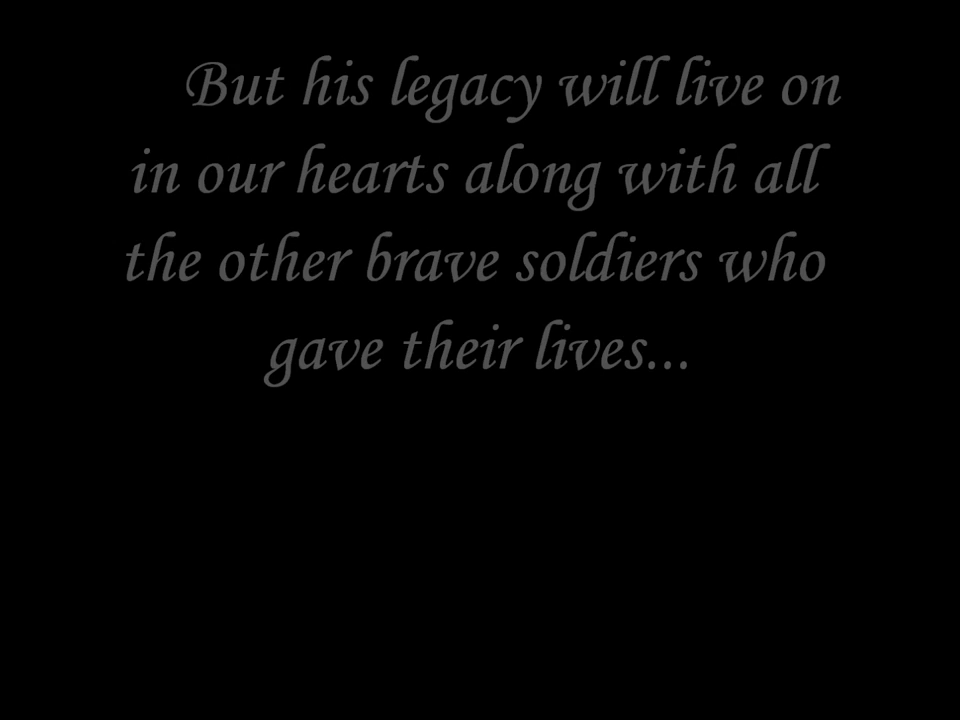 But his legacy will live on
in our hearts along with all
the other brave soldiers who
gave their lives...